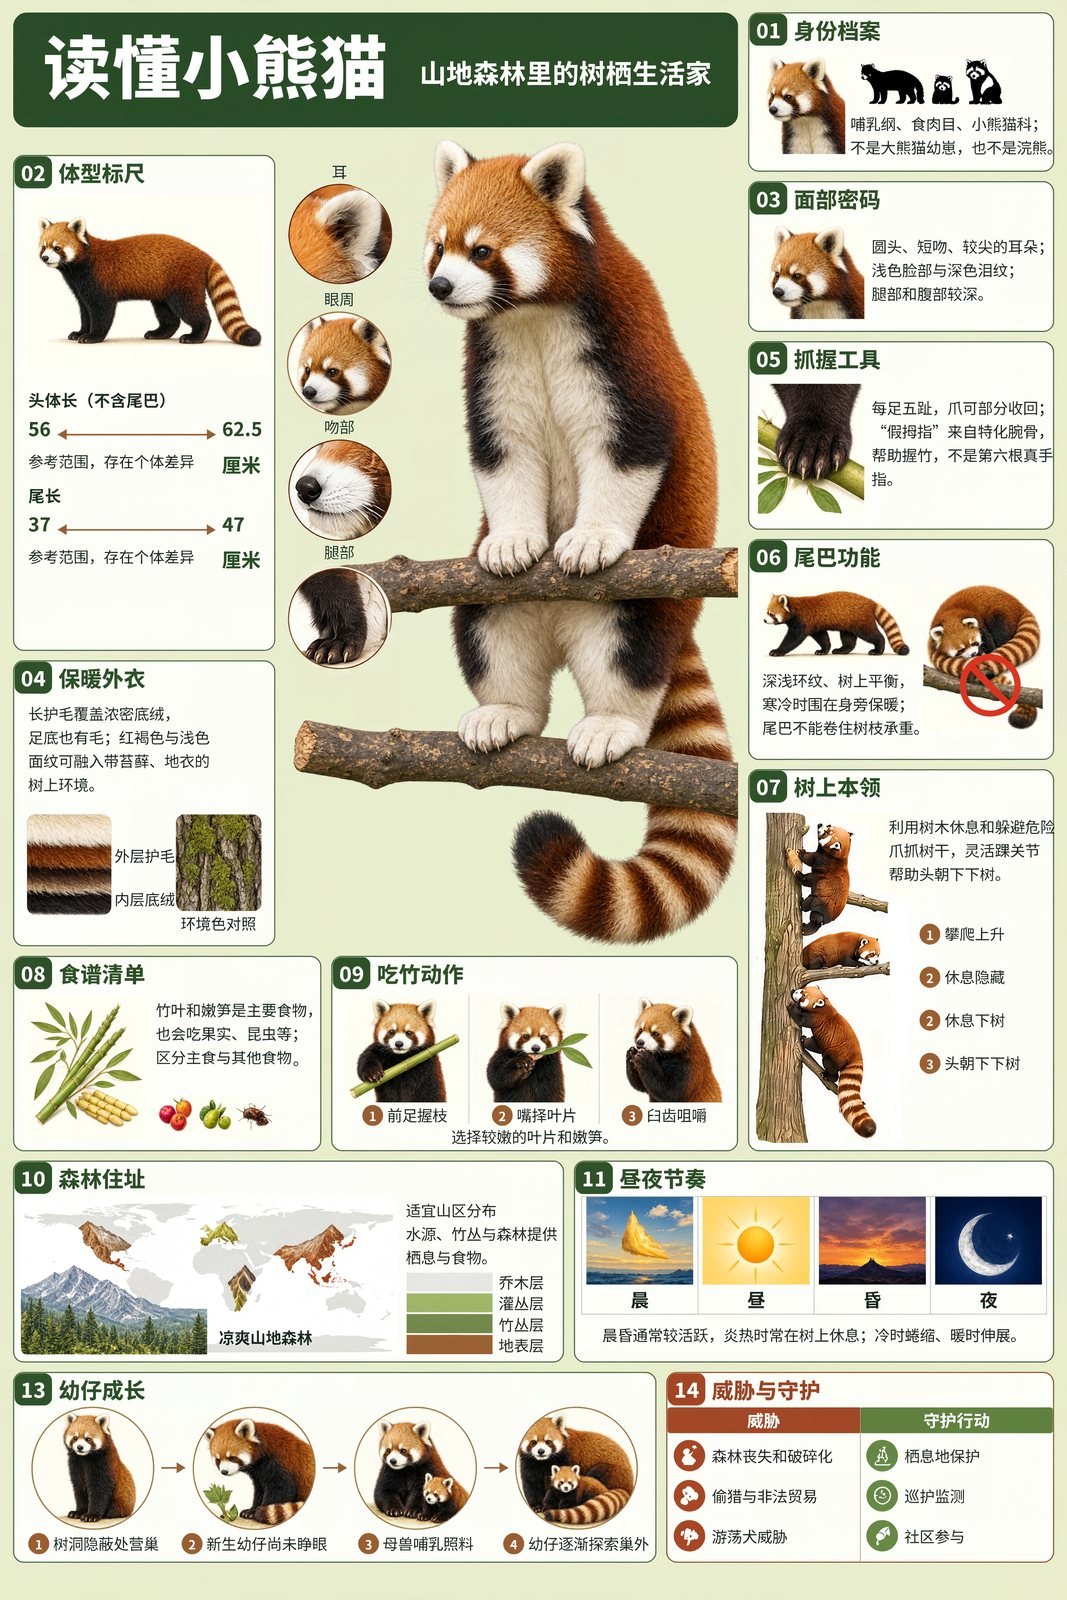 读懂小熊猫
山地森林里的树栖生活家
01 身份档案
哺乳纲、食肉目、小熊猫科；
不是大熊猫幼崽，也不是浣熊。
02 体型标尺
头体长（不含尾巴）
56 62.5
参考范围，存在个体差异 厘米
尾长
37 47
参考范围，存在个体差异 厘米
耳
眼周
吻部
腿部
03 面部密码
圆头、短吻、较尖的耳朵；
浅色脸部与深色泪纹；
腿部和腹部较深。
04 保暖外衣
长护毛覆盖浓密底绒，
足底也有毛；红褐色与浅色
面纹可融入带苔藓、地衣的
树上环境。
外层护毛
内层底绒
环境色对照
05 抓握工具
每足五趾，爪可部分收回；
“假拇指”来自特化腕骨，
帮助握竹，不是第六根真手
指。
06 尾巴功能
深浅环纹、树上平衡，
寒冷时围在身旁保暖；
尾巴不能卷住树枝承重。
07 树上本领
利用树木休息和躲避危险
爪抓树干，灵活踝关节
帮助头朝下下树。
1 攀爬上升
2 休息隐藏
2 休息下树
3 头朝下下树
08 食谱清单
竹叶和嫩笋是主要食物，
也会吃果实、昆虫等；
区分主食与其他食物。
09 吃竹动作
1 前足握枝
2 嘴择叶片
3 臼齿咀嚼
选择较嫩的叶片和嫩笋。
10 森林住址
凉爽山地森林
适宜山区分布
水源、竹丛与森林提供
栖息与食物。
乔木层
灌丛层
竹丛层
地表层
11 昼夜节奏
晨 昼 昏 夜
晨昏通常较活跃，炎热时常在树上休息；冷时蜷缩、暖时伸展。
13 幼仔成长
1 树洞隐蔽处营巢
2 新生幼仔尚未睁眼
3 母兽哺乳照料
4 幼仔逐渐探索巢外
14 威胁与守护
威胁 守护行动
森林丧失和破碎化 栖息地保护
偷猎与非法贸易 巡护监测
游荡犬威胁 社区参与